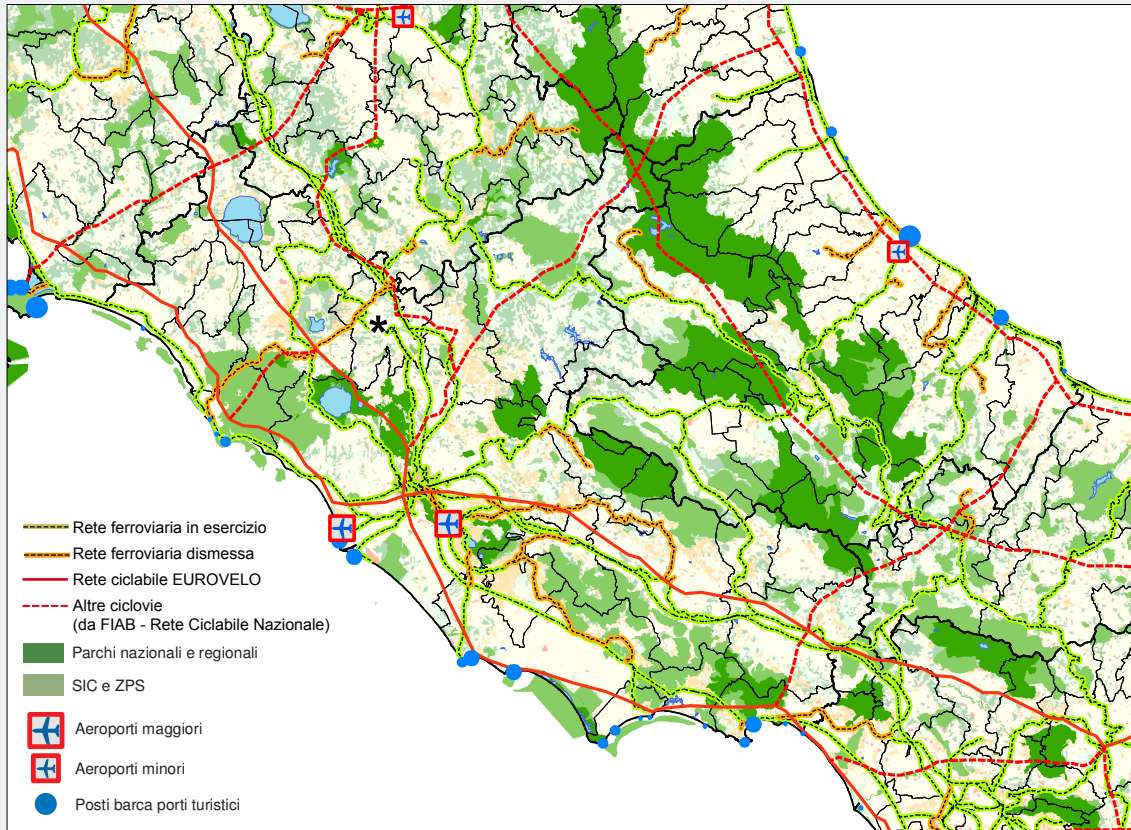 *
Rete ferroviaria in esercizio
Rete ferroviaria dismessa
Rete ciclabile EUROVELO
Altre ciclovie
(da FIAB - Rete Ciclabile Nazionale)
Parchi nazionali e regionali
SIC e ZPS
Aeroporti maggiori
Aeroporti minori
Posti barca porti turistici